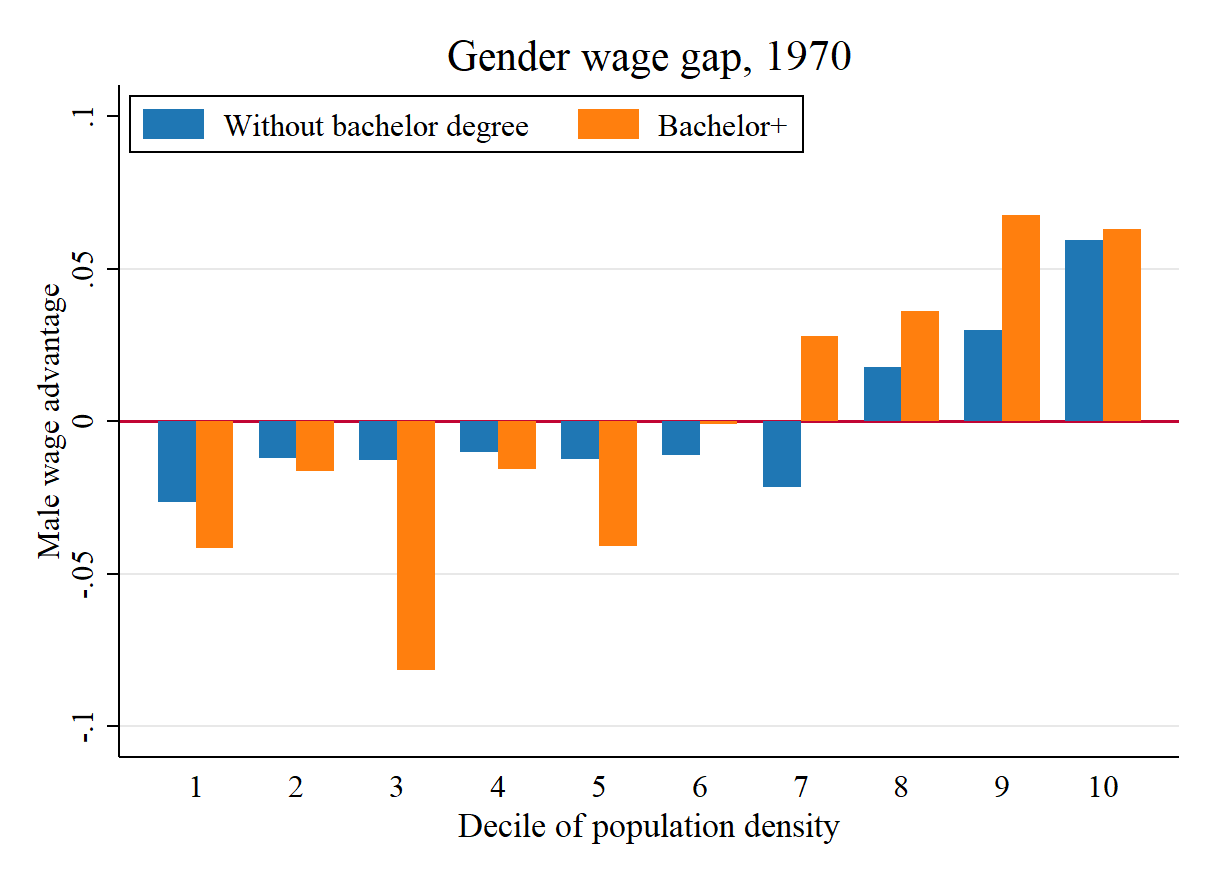 Gender wage gap, 1970
Without bachelor degree
Bachelor+
Male wage advantage
.1
.05
0
-.05
-.1
1 2 3 4 5 6 7 8 9 10
Decile of population density